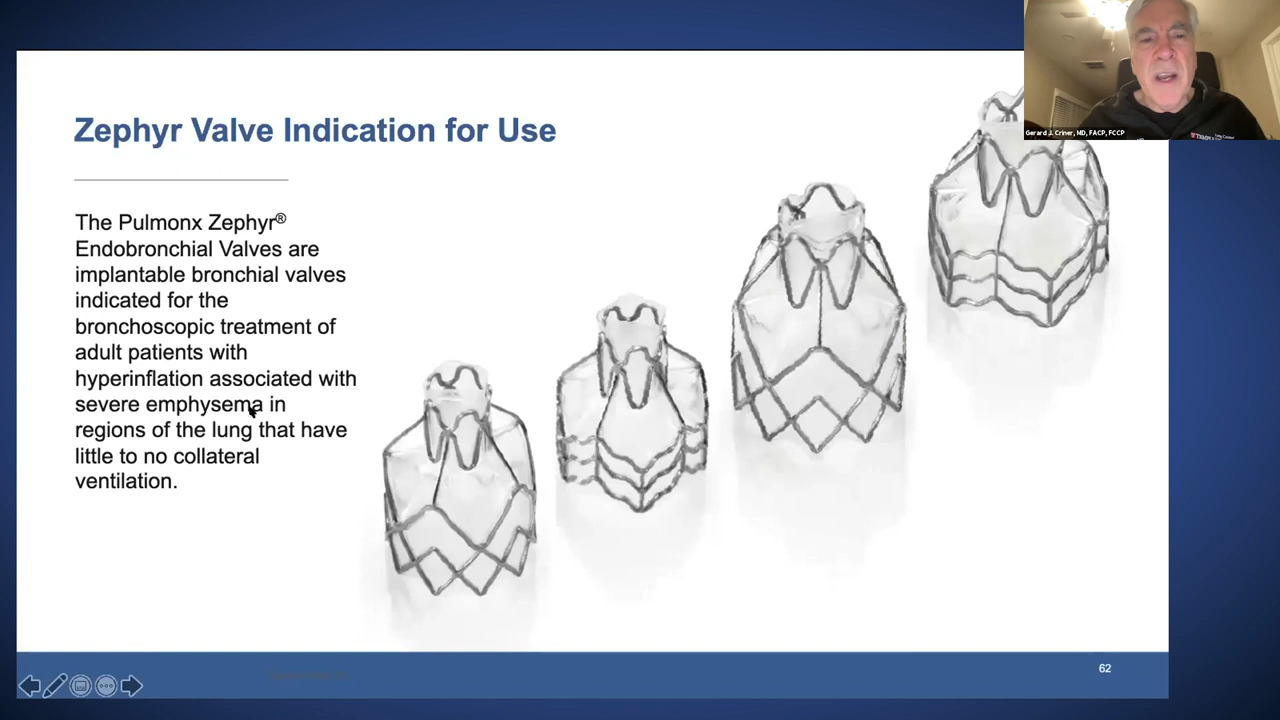 Gerard J. Criner, MD, FACP, FCCP
Zephyr Valve Indication for Use
The Pulmonx Zephyr®
Endobronchial Valves are
implantable bronchial valves
indicated for the
bronchoscopic treatment of
adult patients with
hyperinflation associated with
severe emphysema in
regions of the lung that have
little to no collateral
ventilation.
62